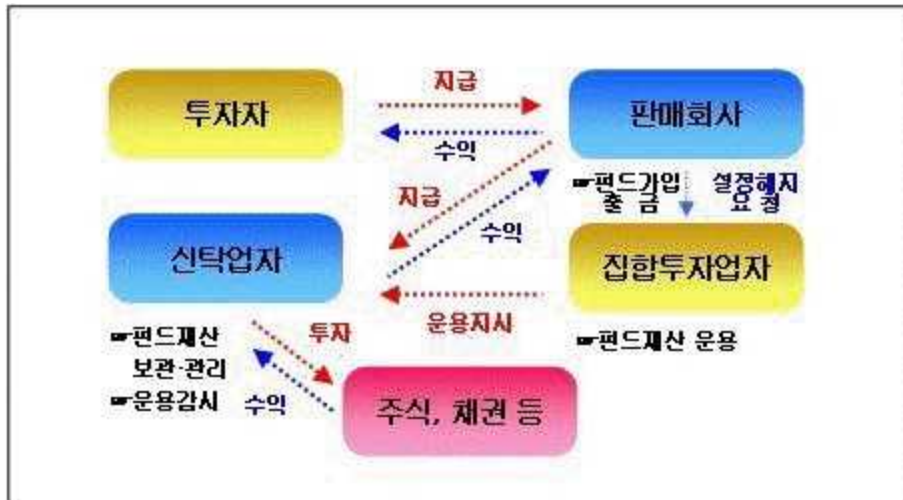 지급
투자자
판매회사
수익
☛펀드가입
출 금
설정해지
요 청
지급
수익
신탁업자
집합투자업자
운용지시
☛펀드재산
보관·관리
☛운용감시
투자
수익
☛펀드재산 운용
주식, 채권 등